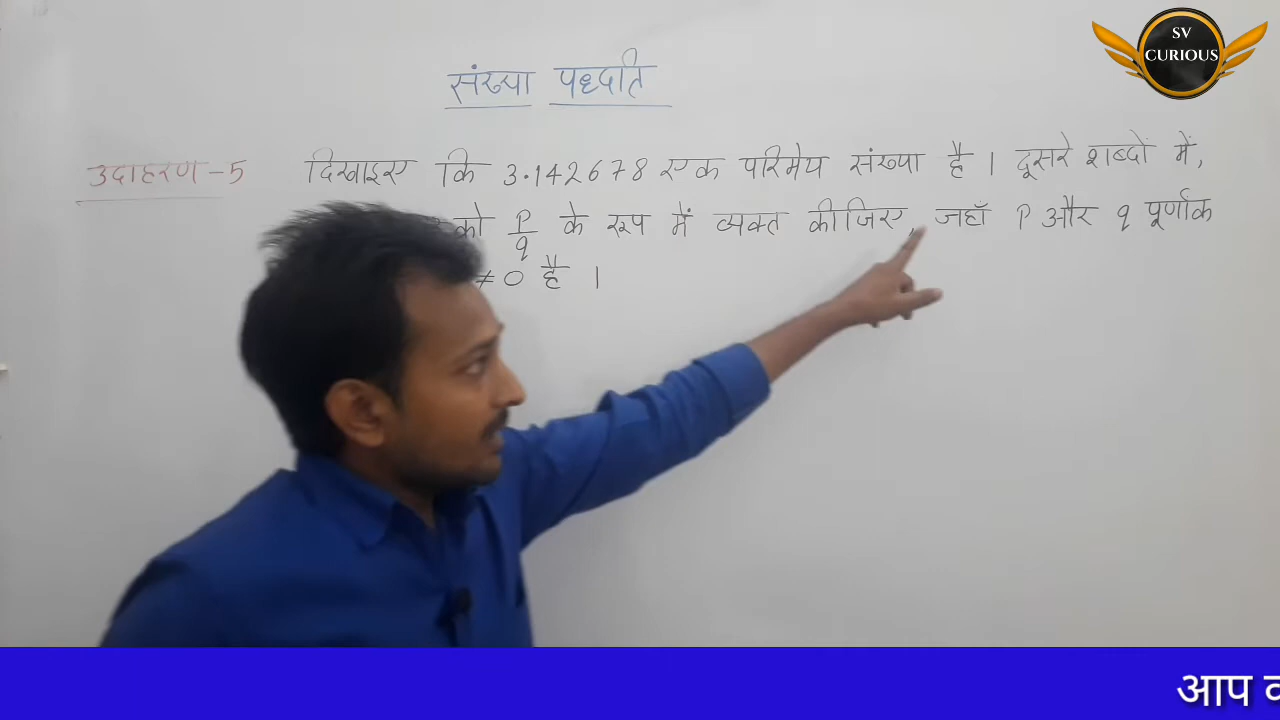 SV
CURIOUS
संख्या पद्धति
उदाहरण-5 दिखाइए कि 3.142678 एक परिमेय संख्या है । दूसरे शब्दों में,
को p/q के रूप में व्यक्त कीजिए, जहाँ p और q पूर्णाक
≠ 0 है ।
आप